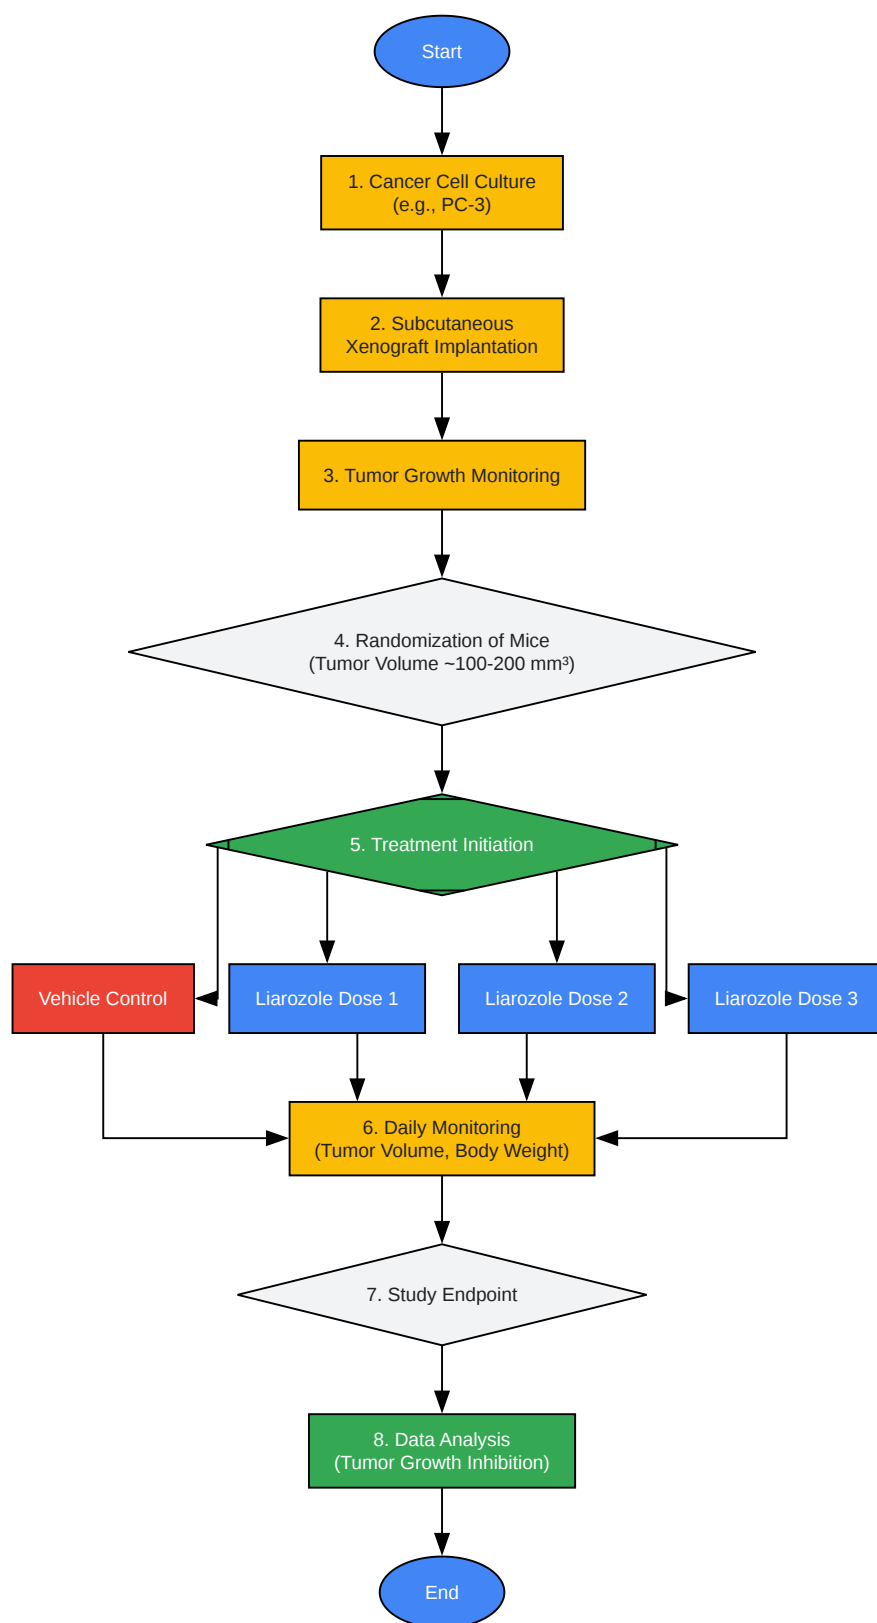 Start
1. Cancer Cell Culture
(e.g., PC-3)
2. Subcutaneous
Xenograft Implantation
3. Tumor Growth Monitoring
4. Randomization of Mice
(Tumor Volume ~100-200 mm³)
5. Treatment Initiation
Vehicle Control
Liarozole Dose 1
Liarozole Dose 2
Liarozole Dose 3
6. Daily Monitoring
(Tumor Volume, Body Weight)
7. Study Endpoint
8. Data Analysis
(Tumor Growth Inhibition)
End